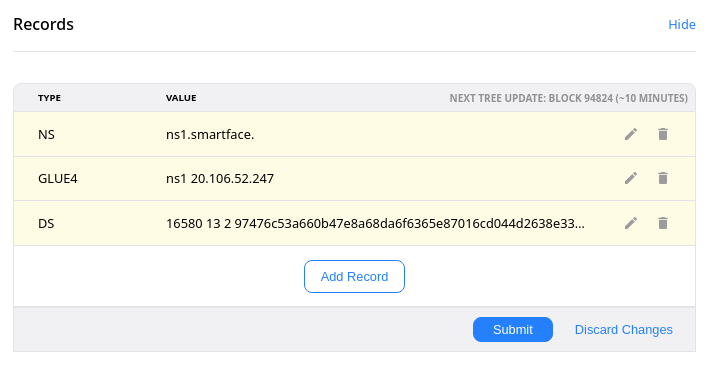 Records
Hide
TYPE VALUE NEXT TREE UPDATE: BLOCK 94824 (~10 MINUTES)
NS ns1.smartface.
GLUE4 ns1 20.106.52.247
DS 16580 13 2 97476c53a660b47e8a68da6f6365e87016cd044d2638e33...
Add Record
Submit Discard Changes